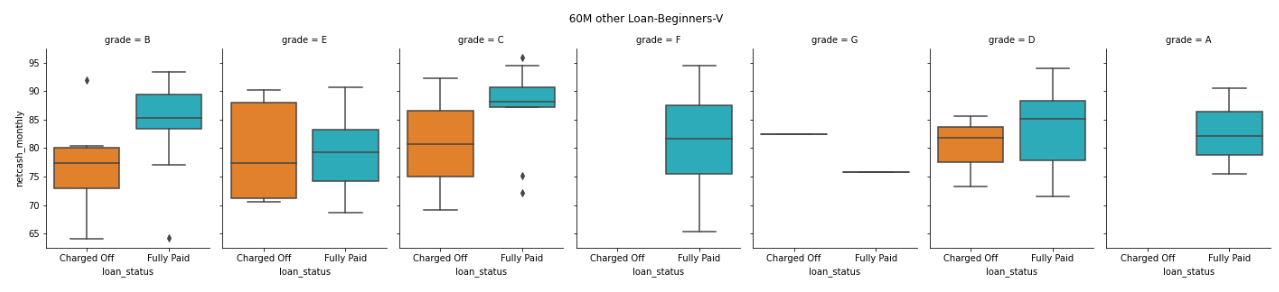 60M other Loan-Beginners-V
grade = B
grade = E
grade = C
grade = F
grade = G
grade = D
grade = A
netcash_monthly
95
90
85
80
75
70
65
Charged Off Fully Paid
Charged Off Fully Paid
Charged Off Fully Paid
Charged Off Fully Paid
Charged Off Fully Paid
Charged Off Fully Paid
Charged Off Fully Paid
loan_status
loan_status
loan_status
loan_status
loan_status
loan_status
loan_status